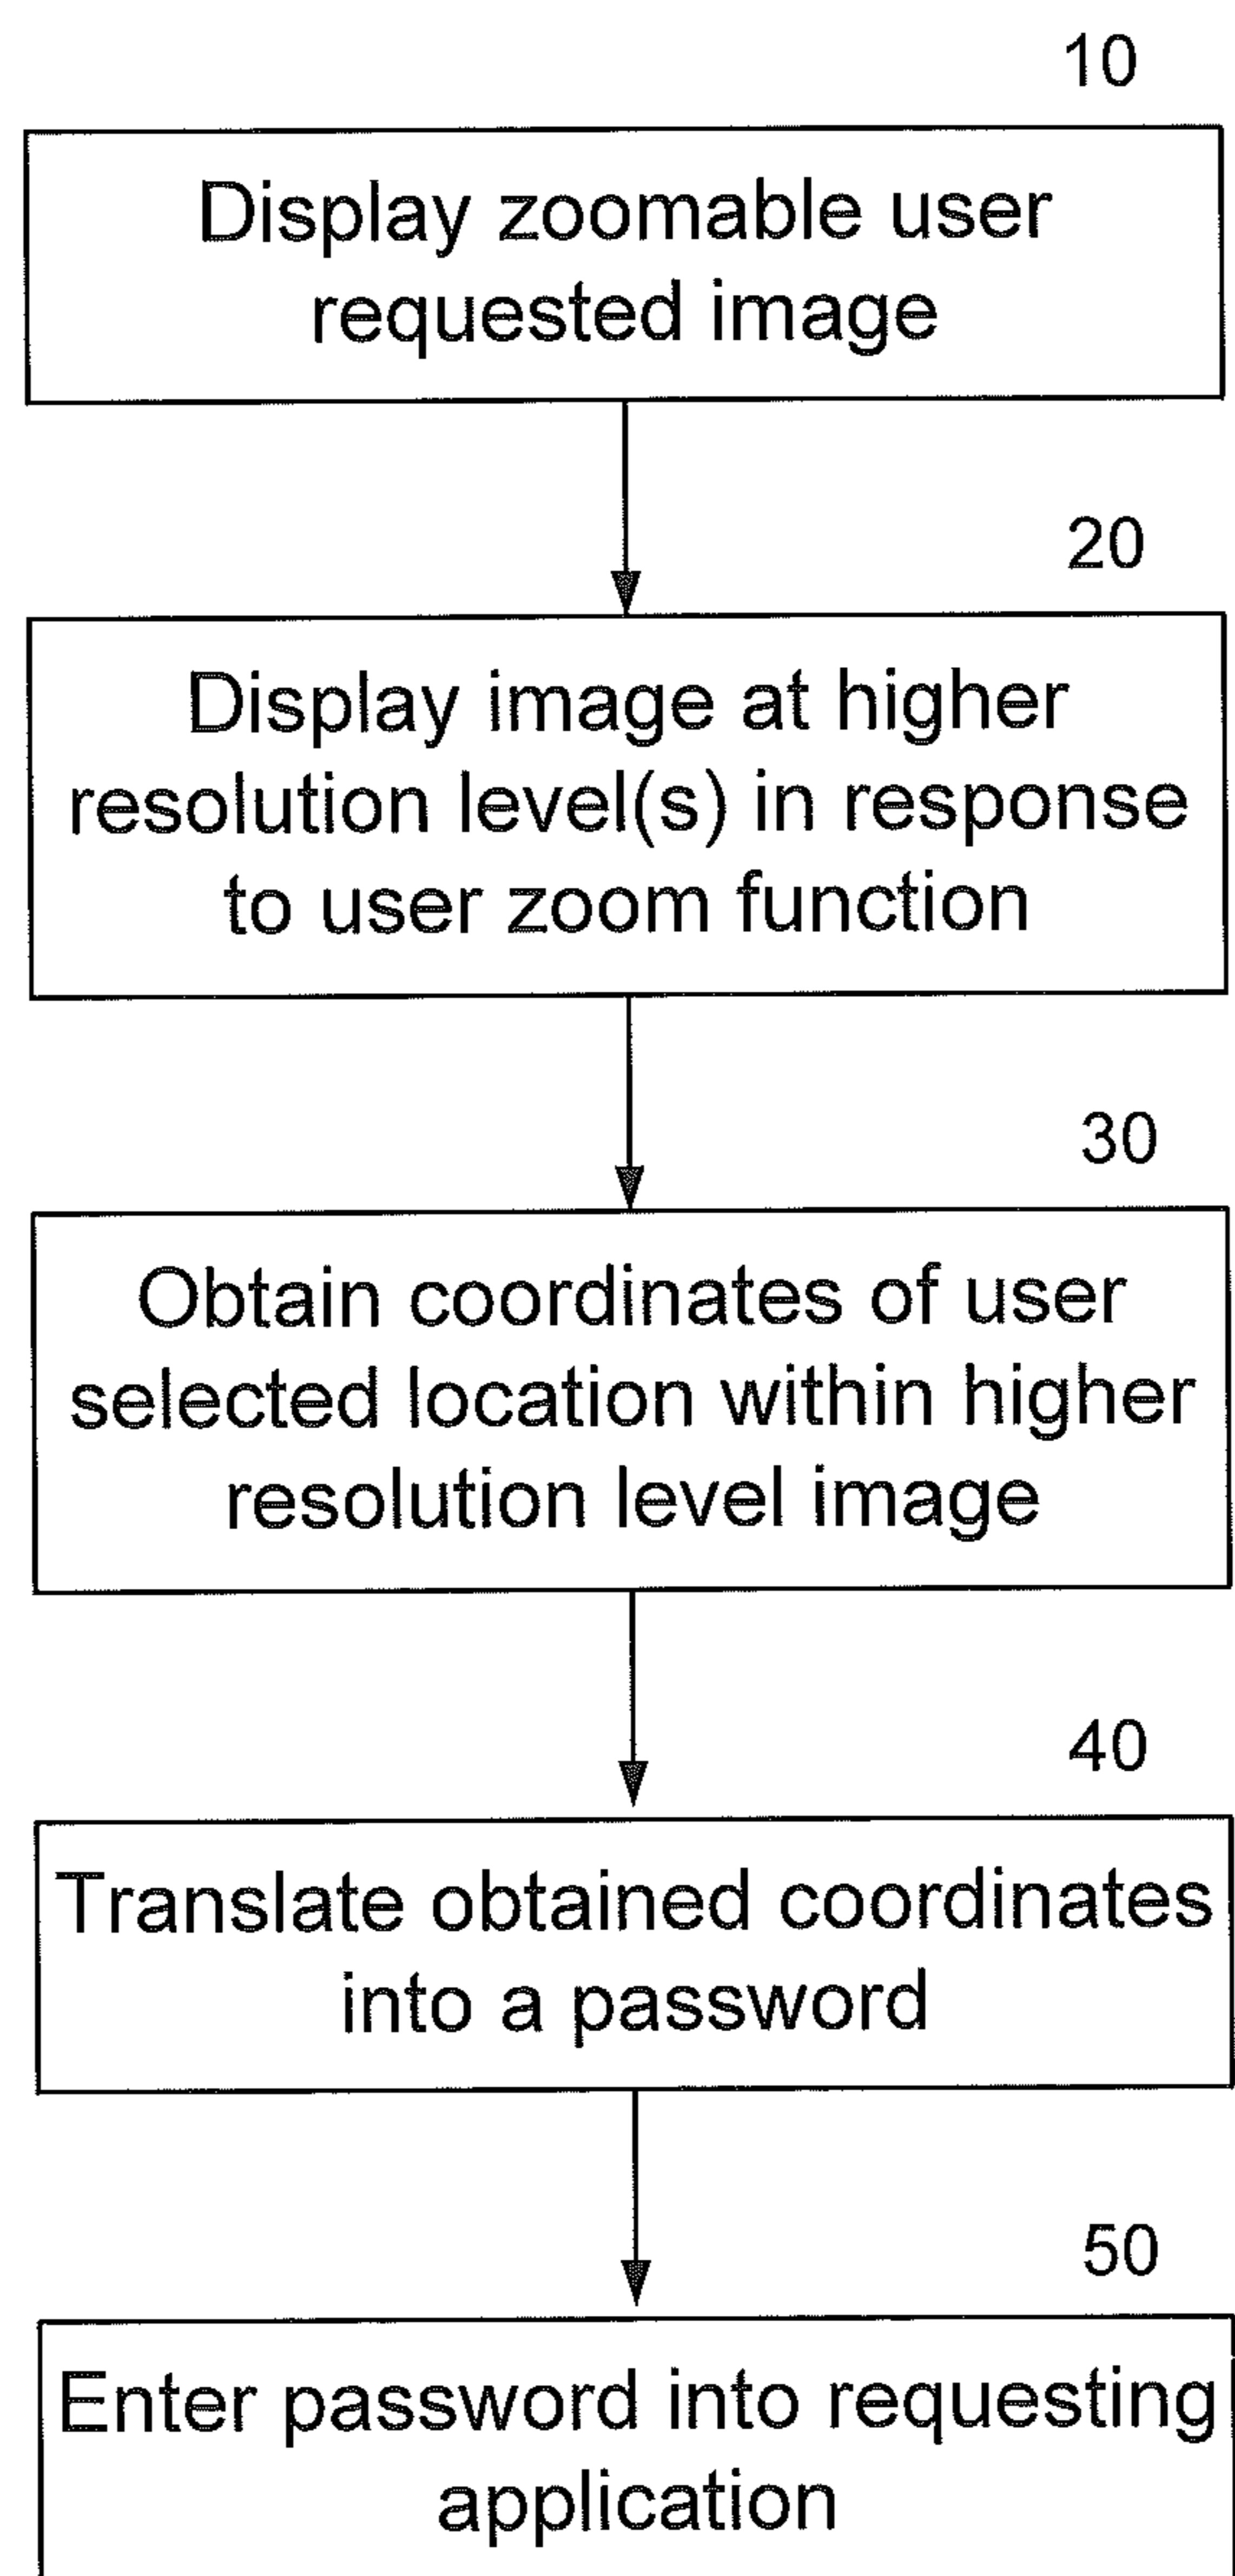 10
Display zoomable user
requested image
20
Display image at higher
resolution level(s) in response
to user zoom function
30
Obtain coordinates of user
selected location within higher
resolution level image
40
Translate obtained coordinates
into a password
50
Enter password into requesting
application